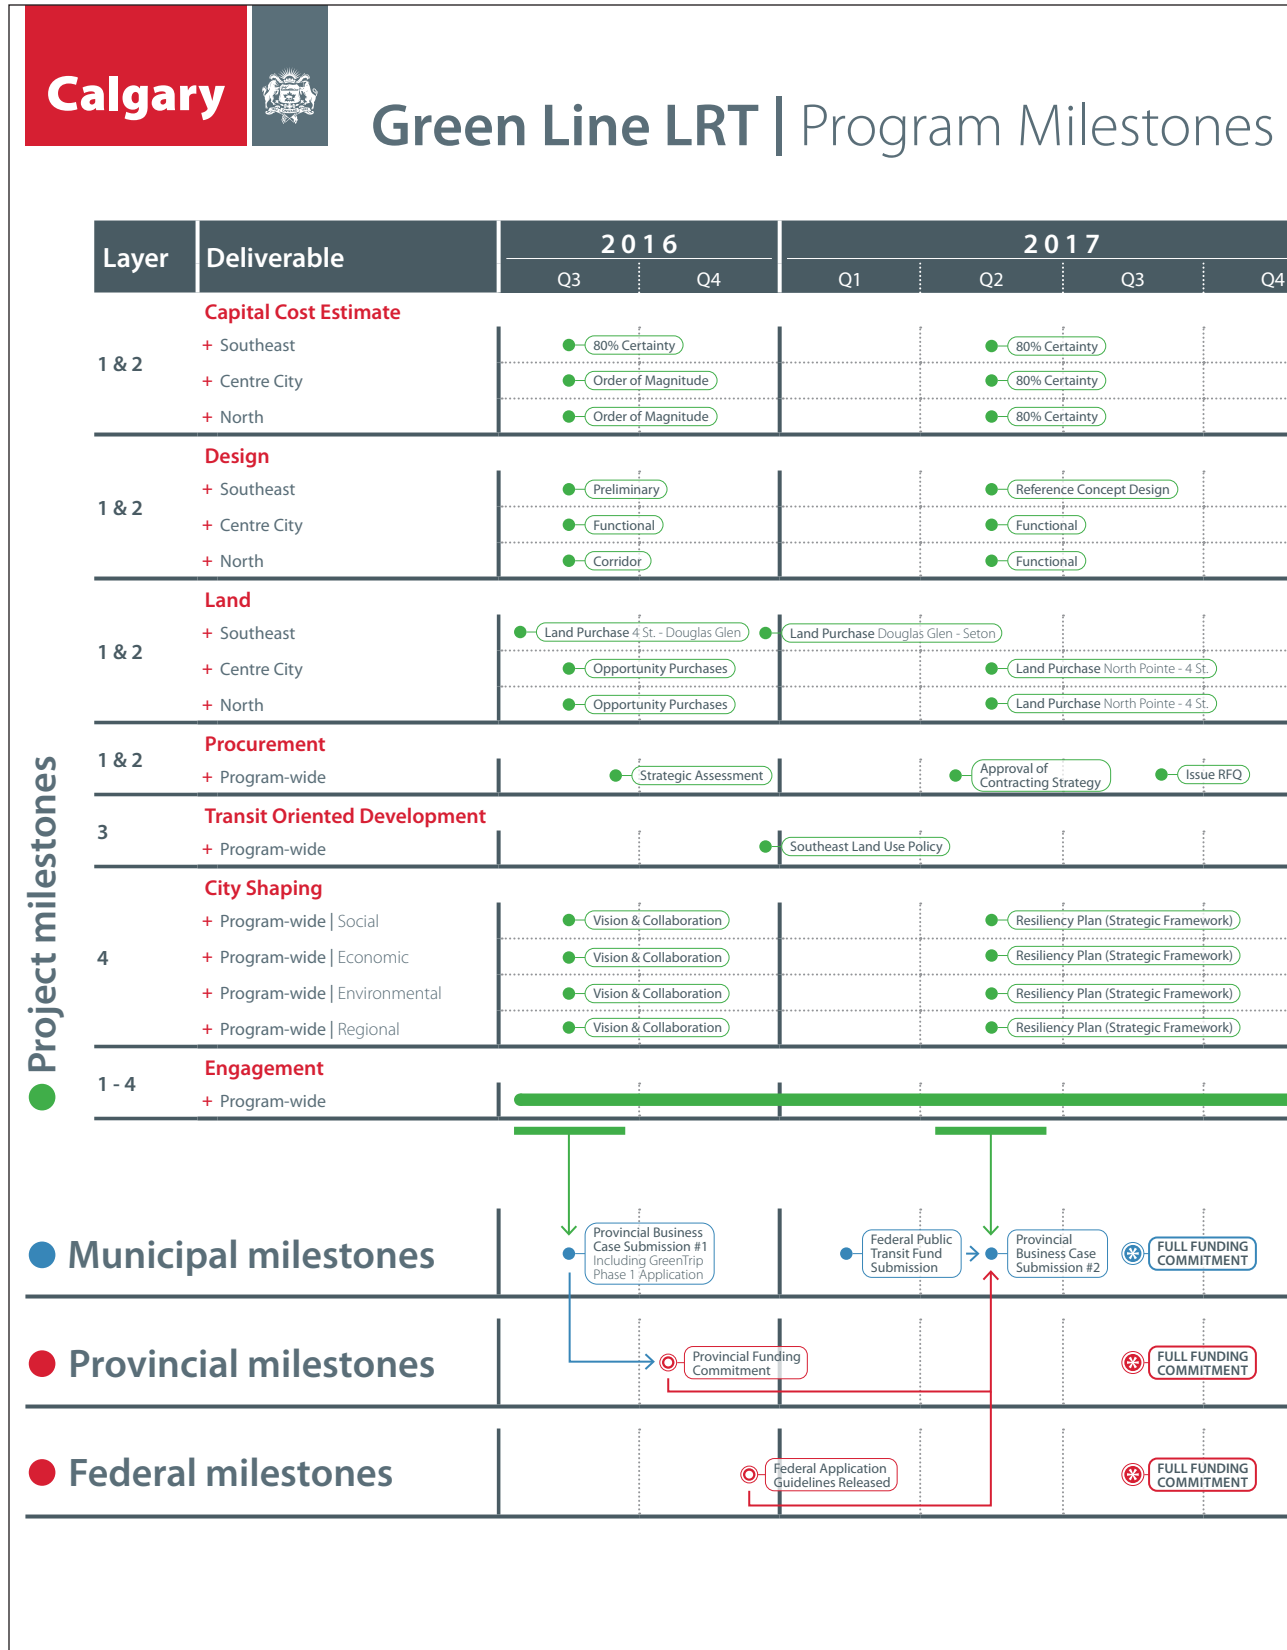 Calgary
Green Line LRT | Program Milestones
Layer
Deliverable
2016
2017
Q3
Q4
Q1
Q2
Q3
Q4
Capital Cost Estimate
1 & 2
+ Southeast
80% Certainty
80% Certainty
+ Centre City
Order of Magnitude
80% Certainty
+ North
Order of Magnitude
80% Certainty
Design
1 & 2
+ Southeast
Preliminary
Reference Concept Design
+ Centre City
Functional
Functional
+ North
Corridor
Functional
Land
1 & 2
+ Southeast
Land Purchase 4 St. - Douglas Glen
Land Purchase Douglas Glen - Seton
+ Centre City
Opportunity Purchases
Land Purchase North Pointe - 4 St.
+ North
Opportunity Purchases
Land Purchase North Pointe - 4 St.
Procurement
1 & 2
+ Program-wide
Strategic Assessment
Approval of
Contracting Strategy
Issue RFQ
Transit Oriented Development
3
+ Program-wide
Southeast Land Use Policy
City Shaping
4
+ Program-wide | Social
Vision & Collaboration
Resiliency Plan (Strategic Framework)
+ Program-wide | Economic
Vision & Collaboration
Resiliency Plan (Strategic Framework)
+ Program-wide | Environmental
Vision & Collaboration
Resiliency Plan (Strategic Framework)
+ Program-wide | Regional
Vision & Collaboration
Resiliency Plan (Strategic Framework)
Engagement
1 - 4
+ Program-wide
Project milestones
Municipal milestones
Provincial Business
Case Submission #1
Including GreenTrip
Phase 1 Application
Federal Public
Transit Fund
Submission
Provincial
Business Case
Submission #2
FULL FUNDING
COMMITMENT
Provincial milestones
Provincial Funding
Commitment
FULL FUNDING
COMMITMENT
Federal milestones
Federal Application
Guidelines Released
FULL FUNDING
COMMITMENT